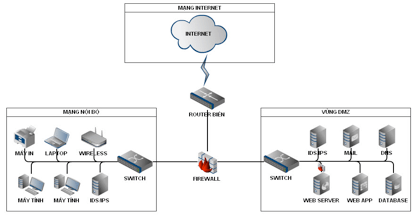 MẠNG INTERNET
INTERNET
ROUTER BIÊN
MẠNG NỘI BỘ
MÁY IN
LAPTOP
WIRELESS
MÁY TÍNH
MÁY TÍNH
IDS/IPS
SWITCH
FIREWALL
SWITCH
VÙNG DMZ
IDS/IPS
MAIL
DNS
WEB SERVER
WEB APP
DATABASE